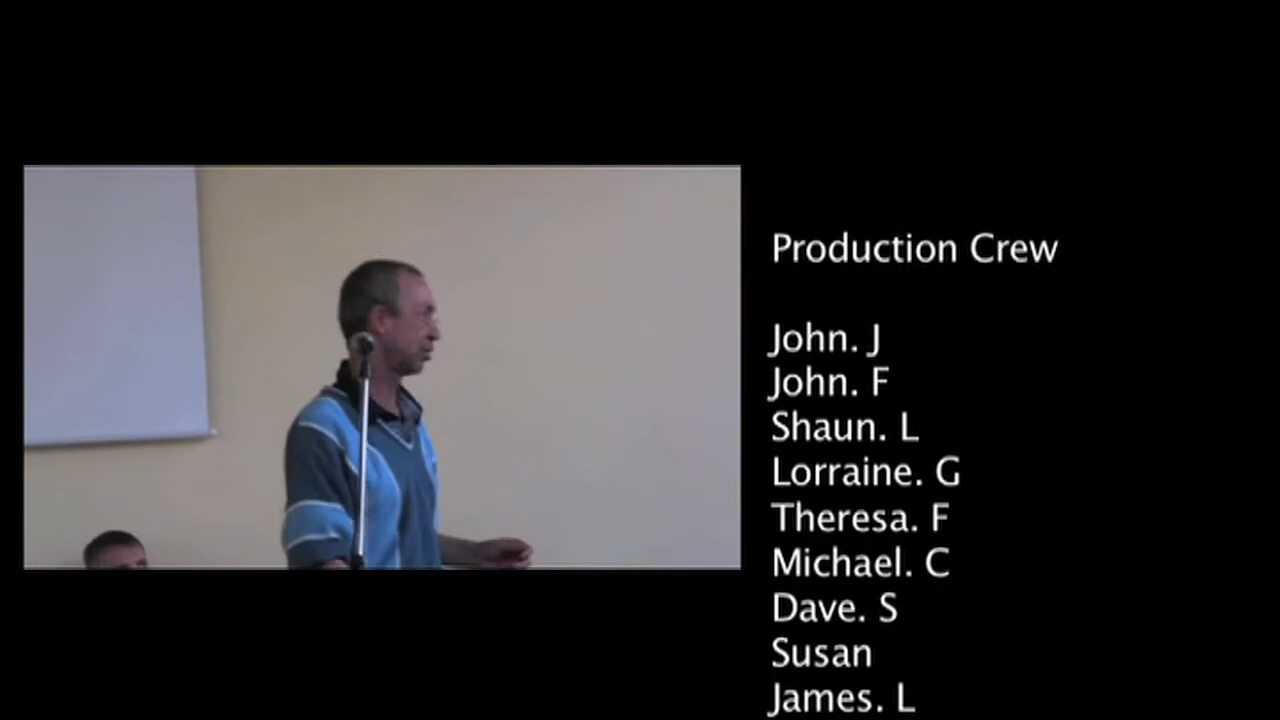 Production Crew
John. J
John. F
Shaun. L
Lorraine. G
Theresa. F
Michael. C
Dave. S
Susan
James. L